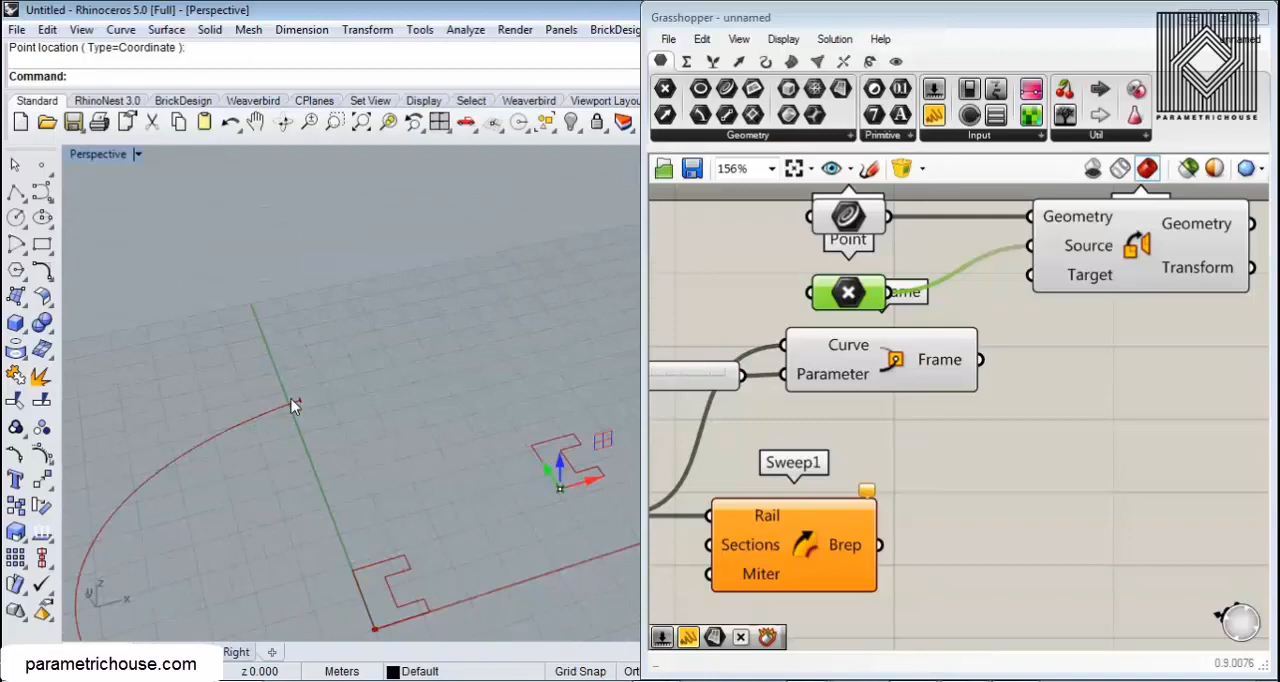 Untitled - Rhinoceros 5.0 [Full] - [Perspective]
File Edit View Curve Surface Solid Mesh Dimension Transform Tools Analyze Render Panels BrickDesig
Point location ( Type=Coordinate ):
Command:
Standard RhinoNest 3.0 BrickDesign Weaverbird CPlanes Set View Display Select Weaverbird Viewport Layou
Perspective
z
y
x
Right
z 0.000 Meters Default Grid Snap Ort
parametrichouse.com
Grasshopper - unnamed
File Edit View Display Solution Help
unnamed
PARAMETRICHOUSE
Geometry Primitive Input Util
156%
Point
Geometry Geometry
Source
Target Transform
ame
Curve
Parameter Frame
Sweep1
Rail
Sections Brep
Miter
0.9.0076